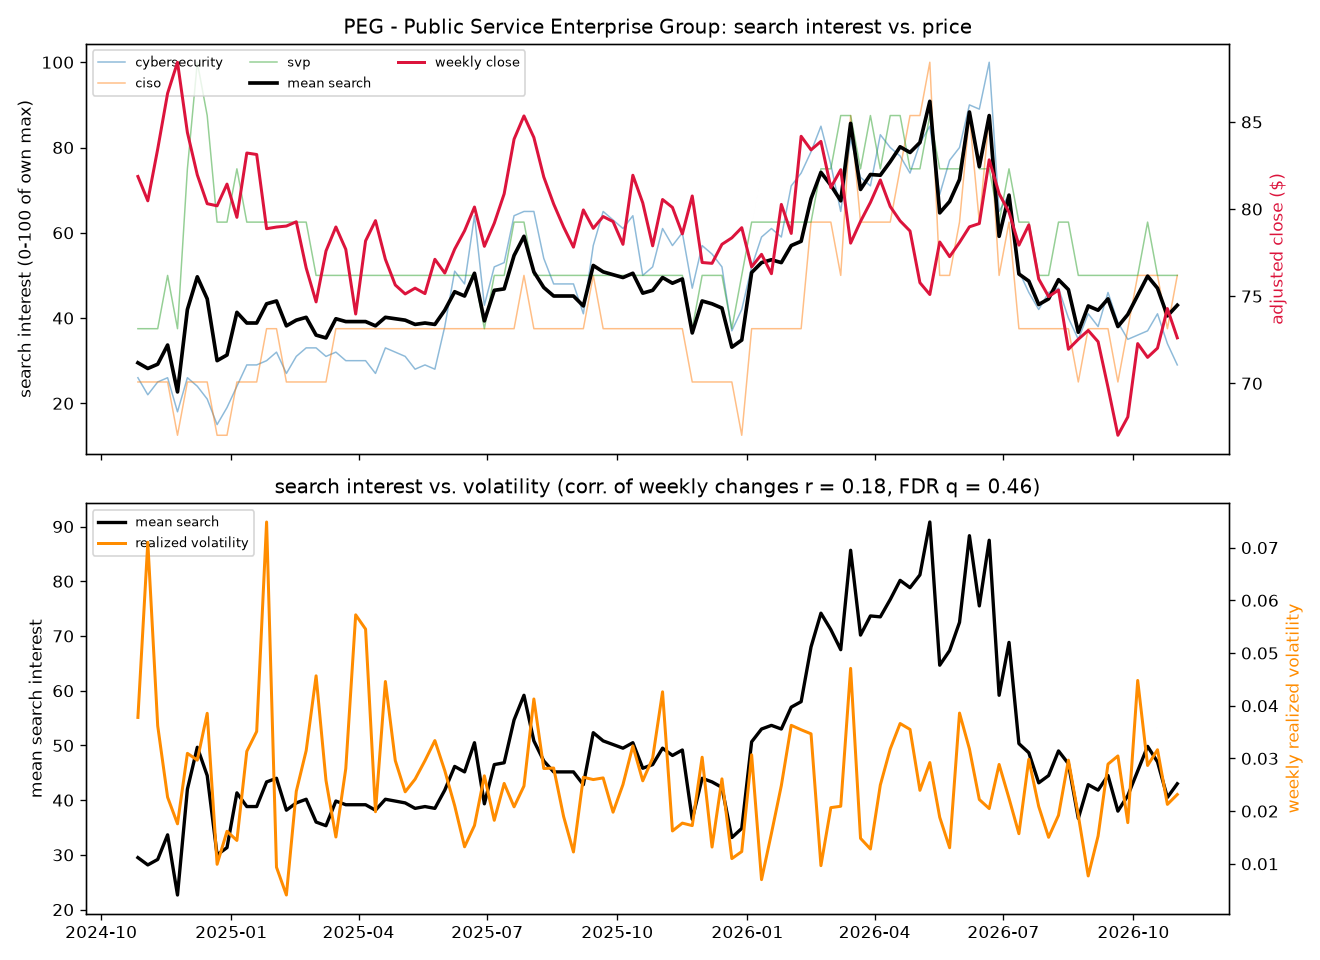 PEG - Public Service Enterprise Group: search interest vs. price
cybersecurity
ciso
svp
mean search
weekly close
100
80
60
40
20
search interest (0-100 of own max)
85
80
75
70
adjusted close ($)
search interest vs. volatility (corr. of weekly changes r = 0.18, FDR q = 0.46)
mean search
realized volatility
90
80
70
60
50
40
30
20
mean search interest
0.07
0.06
0.05
0.04
0.03
0.02
0.01
weekly realized volatility
2024-10
2025-01
2025-04
2025-07
2025-10
2026-01
2026-04
2026-07
2026-10